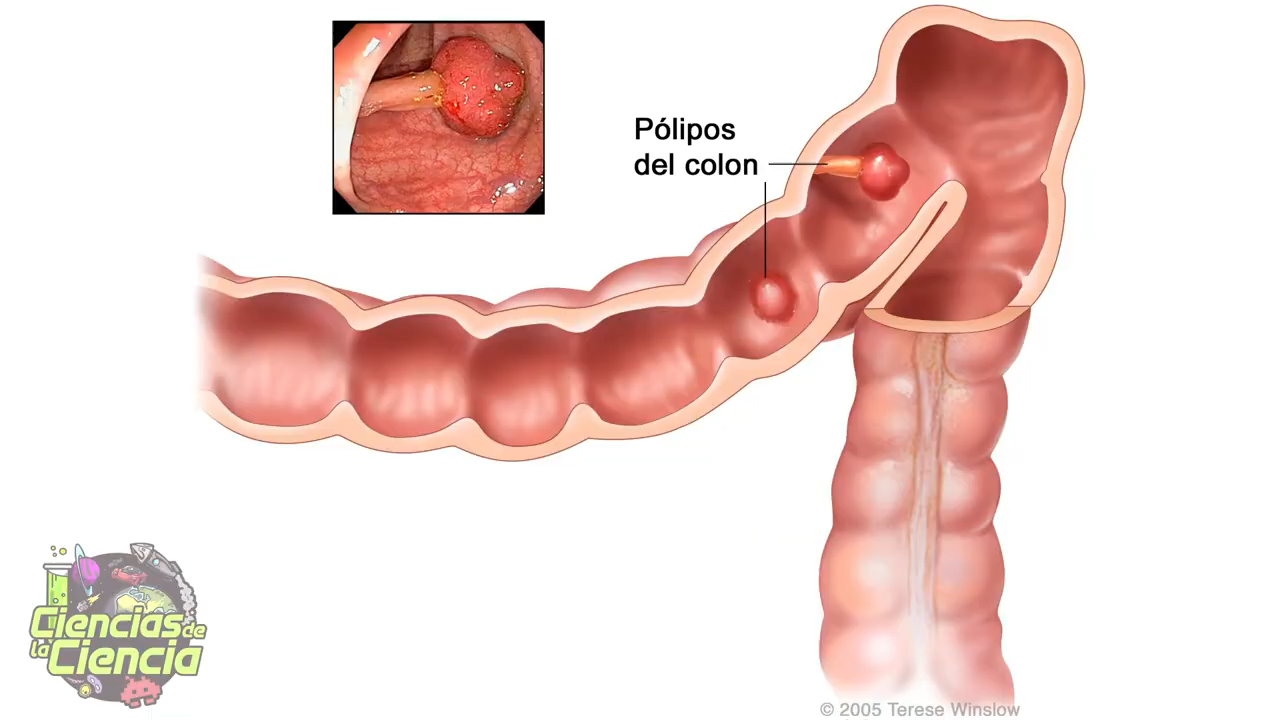 Pólipos
del colon
Ciencias de
la Ciencia
© 2005 Terese Winslow